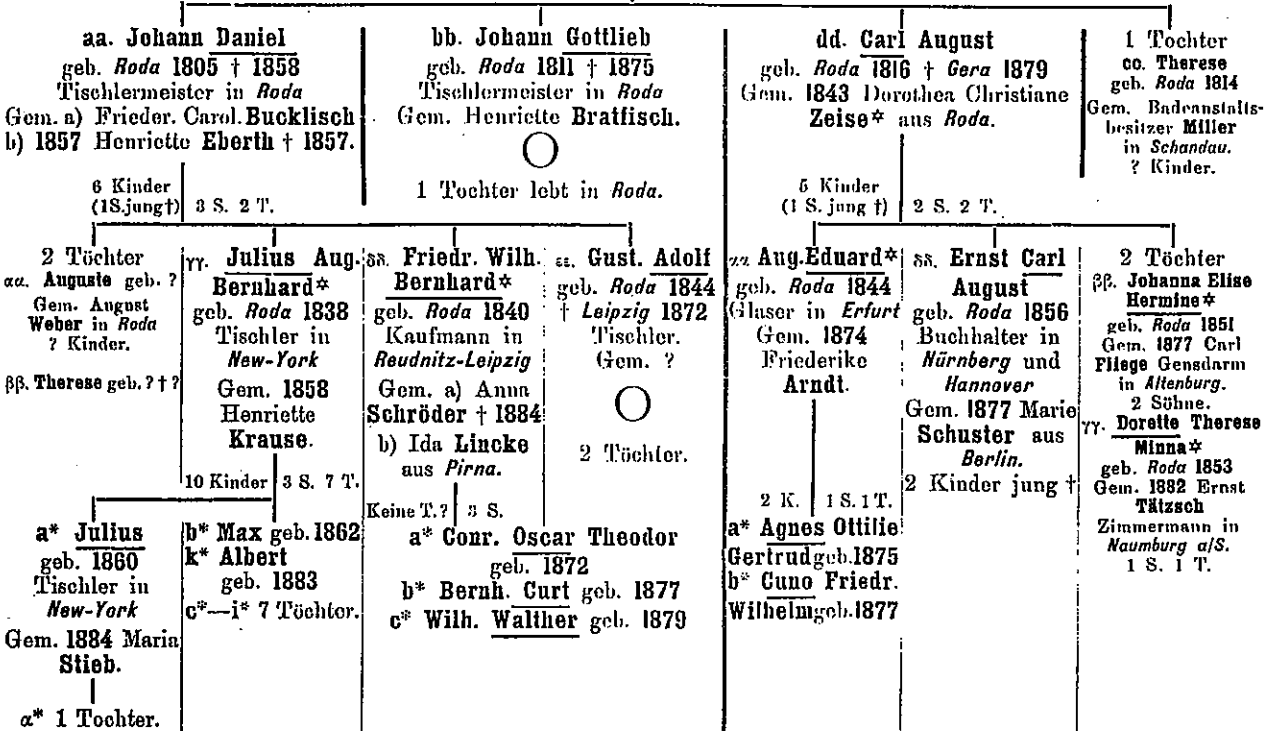 aa. Johann Daniel
geb. Roda 1805 † 1858
Tischlermeister in Roda
Gem. a) Frieder. Carol. Bucklisch
b) 1857 Henriette Eberth † 1857.
6 Kinder
(1S.jung†)
3 S. 2 T.
bb. Johann Gottlieb
geb. Roda 1811 † 1875
Tischlermeister in Roda
Gem. Henriette Bratfisch.
1 Tochter lebt in Roda.
dd. Carl August
geb. Roda 1816 † Gera 1879
Gem. 1843 Dorothea Christiane
Zeise* aus Roda.
5 Kinder
(1 S. jung †)
2 S. 2 T.
1 Tochter
cc. Therese
geb. Roda 1814
Gem. Badeanstalts-
besitzer Miller
in Schandau.
? Kinder.
2 Töchter
αα. Auguste geb. ?
Gem. August
Weber in Roda
? Kinder.
ββ. Therese geb. ? † ?
γγ. Julius Aug.
Bernhard*
geb. Roda 1838
Tischler in
New-York
Gem. 1858
Henriette
Krause.
10 Kinder
3 S. 7 T.
δδ. Friedr. Wilh.
Bernhard*
geb. Roda 1840
Kaufmann in
Reudnitz-Leipzig
Gem. a) Anna
Schröder † 1884
b) Ida Lincke
aus Pirna.
Keine T.?
3 S.
εε. Gust. Adolf
geb. Roda 1844
† Leipzig 1872
Tischler.
Gem. ?
2 Töchter.
αα Aug. Eduard*
geb. Roda 1844
Glaser in Erfurt
Gem. 1874
Friederike
Arndt.
2 K.
1 S. 1 T.
δδ. Ernst Carl
August
geb. Roda 1856
Buchhalter in
Nürnberg und
Hannover
Gem. 1877 Marie
Schuster aus
Berlin.
2 Kinder jung †
2 Töchter
ββ. Johanna Elise
Hermine*
geb. Roda 1851
Gem. 1877 Carl
Fliege Gensdarm
in Altenburg.
2 Söhne.
γγ. Dorette Therese
Minna*
geb. Roda 1853
Gem. 1882 Ernst
Tätzsch
Zimmermann in
Naumburg a/S.
1 S. 1 T.
a* Julius
geb. 1860
Tischler in
New-York
Gem. 1884 Maria
Stieb.
α* 1 Tochter.
b* Max geb. 1862
k* Albert
geb. 1883
c*—i* 7 Töchter.
a* Conr. Oscar Theodor
geb. 1872
b* Bernh. Curt geb. 1877
c* Wilh. Walther geb. 1879
a* Agnes Ottilie
Gertrud geb. 1875
b* Cuno Friedr.
Wilhelm geb. 1877